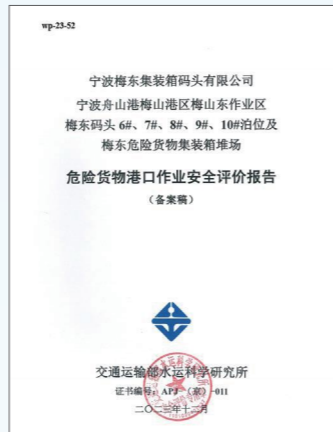 wp-23-52
宁波梅东集装箱码头有限公司
宁波舟山港梅山港区梅山东作业区
梅东码头 6#、7#、8#、9#、10#泊位及
梅东危险货物集装箱堆场
危险货物港口作业安全评价报告
（备案稿）
交通运输部水运科学研究所
证书编号：APJ-（京）-011
二〇二三年十二月